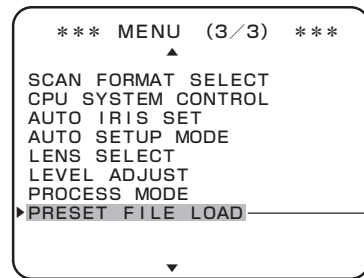 *** MENU (3/3) ***
▲
SCAN FORMAT SELECT
CPU SYSTEM CONTROL
AUTO IRIS SET
AUTO SETUP MODE
LENS SELECT
LEVEL ADJUST
PROCESS MODE
▶PRESET FILE LOAD
▼